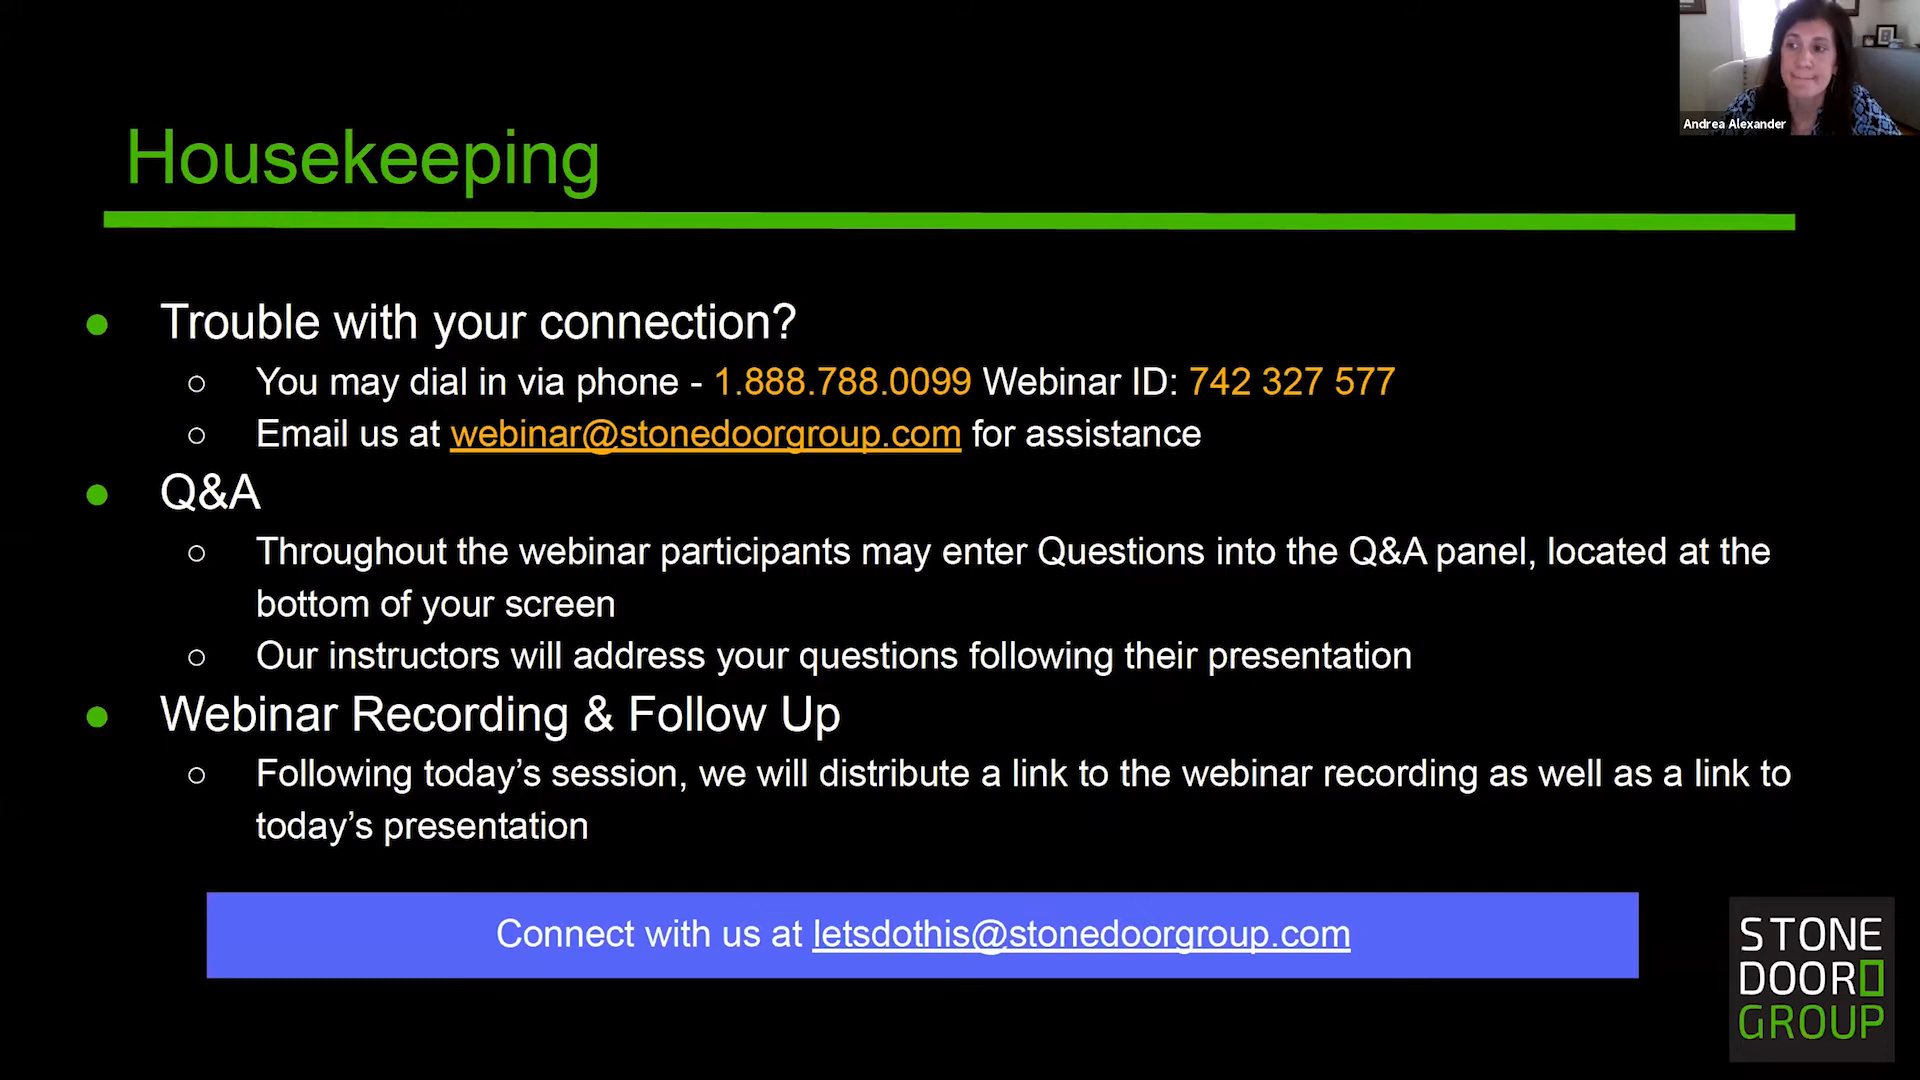 Andrea Alexander
Housekeeping
Trouble with your connection?
You may dial in via phone - 1.888.788.0099 Webinar ID: 742 327 577
Email us at webinar@stonedoorgroup.com for assistance
Q&A
Throughout the webinar participants may enter Questions into the Q&A panel, located at the
bottom of your screen
Our instructors will address your questions following their presentation
Webinar Recording & Follow Up
Following today’s session, we will distribute a link to the webinar recording as well as a link to
today’s presentation
Connect with us at letsdothis@stonedoorgroup.com
STONE
DOOR
GROUP